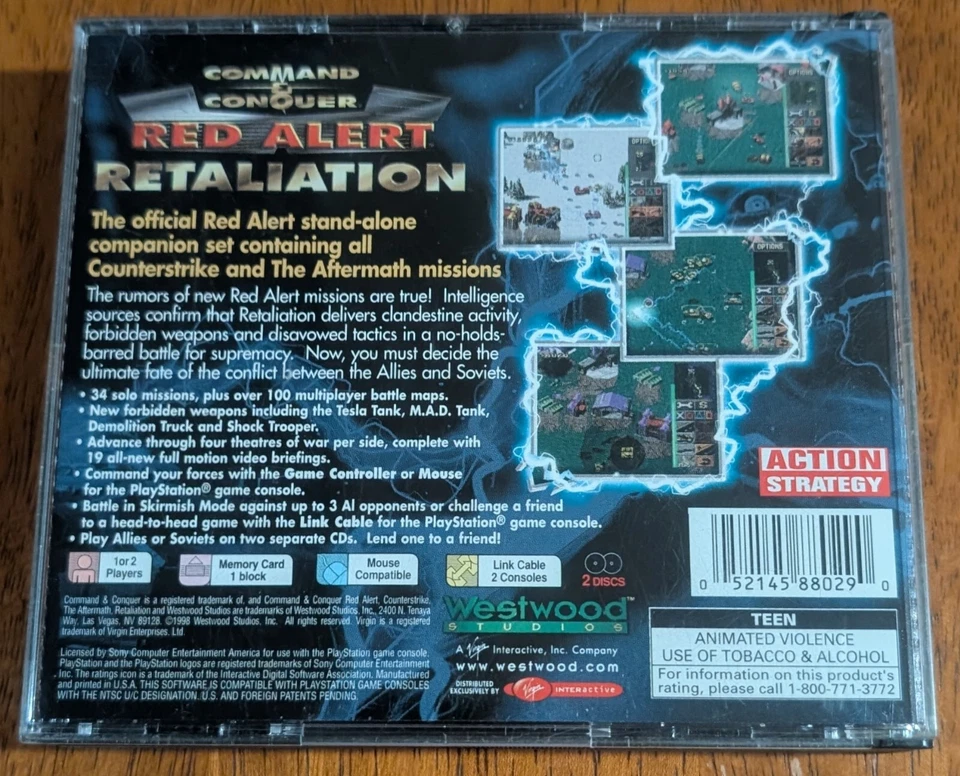 COMMAND
&
CONQUER
RED ALERT™
RETALIATION
The official Red Alert stand-alone
companion set containing all
Counterstrike and The Aftermath missions
The rumors of new Red Alert missions are true! Intelligence
sources confirm that Retaliation delivers clandestine activity,
forbidden weapons and disavowed tactics in a no-holds-
barred battle for supremacy. Now, you must decide the
ultimate fate of the conflict between the Allies and Soviets.
• 34 solo missions, plus over 100 multiplayer battle maps.
• New forbidden weapons including the Tesla Tank, M.A.D. Tank,
Demolition Truck and Shock Trooper.
• Advance through four theatres of war per side, complete with
19 all-new full motion video briefings.
• Command your forces with the Game Controller or Mouse
for the PlayStation® game console.
• Battle in Skirmish Mode against up to 3 AI opponents or challenge a friend
to a head-to-head game with the Link Cable for the PlayStation® game console.
• Play Allies or Soviets on two separate CDs. Lend one to a friend!
OPTIONS
OPTIONS
ACTION
STRATEGY
1 or 2
Players
Memory Card
1 block
Mouse
Compatible
Link Cable
2 Consoles
2 DISCS
0 52145 88029 0
Command & Conquer is a registered trademark of, and Command & Conquer Red Alert, Counterstrike,
The Aftermath, Retaliation and Westwood Studios are trademarks of Westwood Studios, Inc., 2400 N. Tenaya
Way, Las Vegas, NV 89128. ©1998 Westwood Studios, Inc. All rights reserved. Virgin is a registered
trademark of Virgin Enterprises, Ltd.
Licensed by Sony Computer Entertainment America for use with the PlayStation game console.
PlayStation and the PlayStation logos are registered trademarks of Sony Computer Entertainment
Inc. The ratings icon is a trademark of the Interactive Digital Software Association. Manufactured
and printed in U.S.A. THIS SOFTWARE IS COMPATIBLE WITH PLAYSTATION GAME CONSOLES
WITH THE NTSC U/C DESIGNATION. U.S. AND FOREIGN PATENTS PENDING.
Westwood™
STUDIOS
A Virgin Interactive, Inc. Company
www.westwood.com
DISTRIBUTED
EXCLUSIVELY BY
Virgin INTERACTIVE
TEEN
ANIMATED VIOLENCE
USE OF TOBACCO & ALCOHOL
For information on this product's
rating, please call 1-800-771-3772